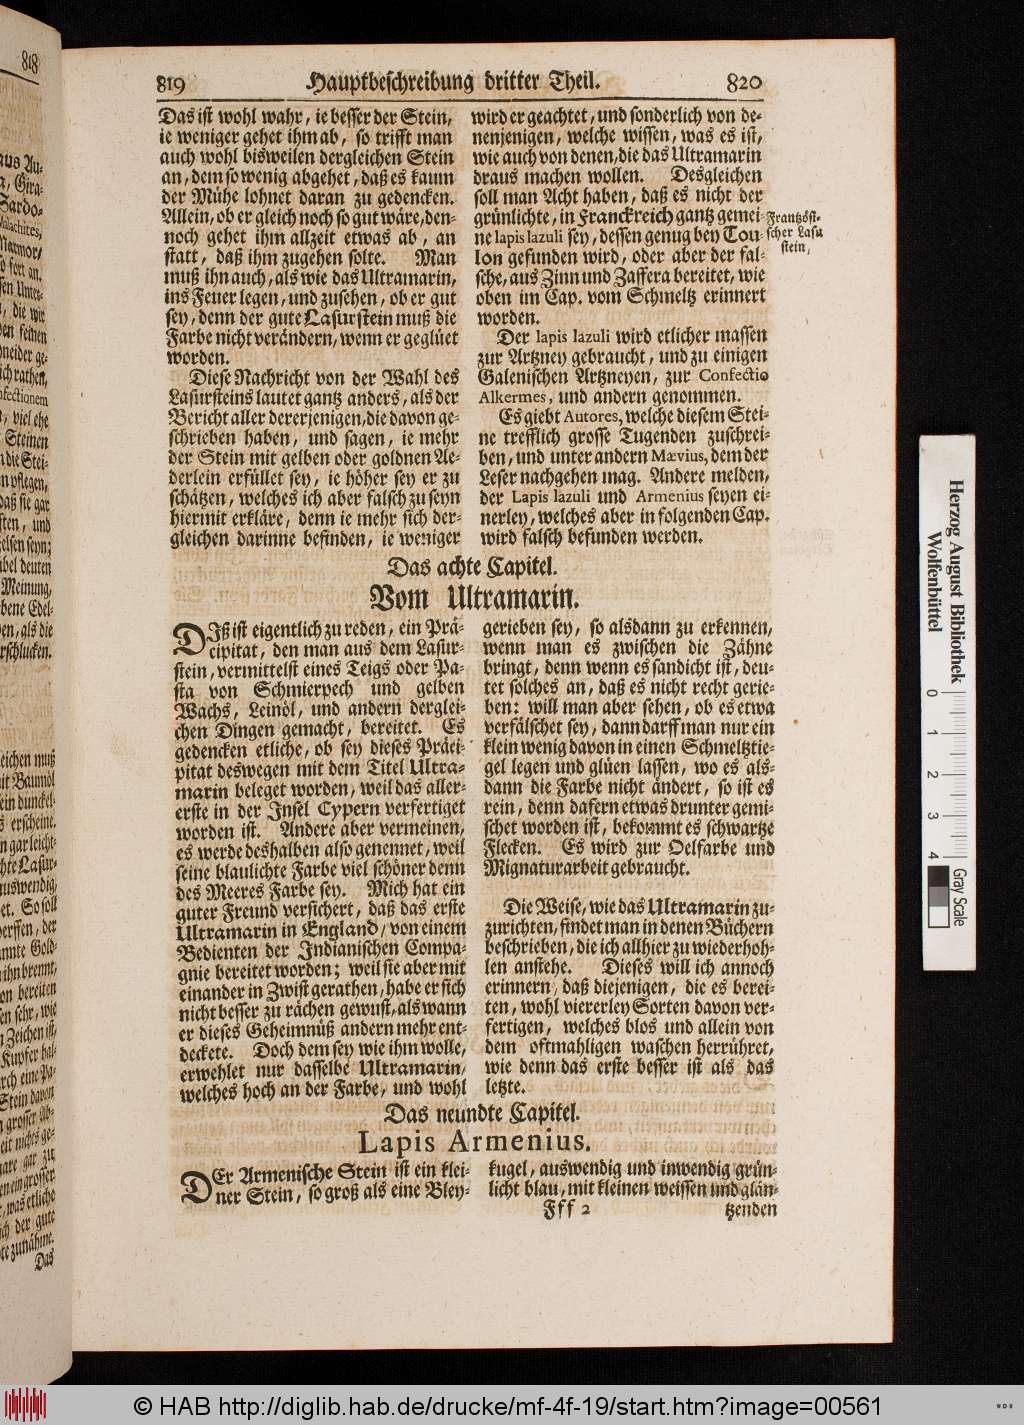 819 Hauptbeschreibung dritter Theil. 820
Das ist wohl wahr, ie besser der Stein,
ie weniger gehet ihm ab, so trifft man
auch wohl bisweilen dergleichen Stein
an, dem so wenig abgehet, daß es kaum
der Mühe lohnet daran zu gedencken.
Allein, ob er gleich noch so gut wäre, den-
noch gehet ihm allzeit etwas ab, an
statt, daß ihm zugehen solte. Man
muß ihn auch, als wie das Ultramarin,
ins Feuer legen, und zusehen, ob er gut
sey, denn der gute Lasurstein muß die
Farbe nicht verändern, wenn er geglüet
worden.
Diese Nachricht von der Wahl des
Lasursteins lautet gantz anders, als der
Bericht aller dererjenigen, die davon ge-
schrieben haben, und sagen, ie mehr
der Stein mit gelben oder goldnen Ae-
derlein erfüllet sey, ie höher sey er zu
schätzen, welches ich aber falsch zu seyn
hiermit erkläre, denn ie mehr sich der-
gleichen darinne befinden, ie weniger
wird er geachtet, und sonderlich von de-
nenjenigen, welche wissen, was es ist,
wie auch von denen, die das Ultramarin
draus machen wollen. Desgleichen
soll man Acht haben, daß es nicht der
grünlichte, in Franckreich gantz gemei-
ne lapis lazuli sey, dessen genug bey Tou-
lon gefunden wird, oder aber der fal-
sche, aus Zinn und Zaffera bereitet, wie
oben im Cap. vom Schmeltz erinnert
worden.
Frantzösi-
scher Lasu
stein,
Der lapis lazuli wird etlicher massen
zur Artzney gebraucht, und zu einigen
Galenischen Artzneyen, zur Confectio
Alkermes, und andern genommen.
Es giebt Autores, welche diesem Stei-
ne trefflich grosse Tugenden zuschrei-
ben, und unter andern Mævius, dem der
Leser nachgehen mag. Andere melden,
der Lapis lazuli und Armenius seyen ei-
nerley, welches aber in folgenden Cap.
wird falsch befunden werden.
Das achte Capitel.
Vom Ultramarin.
DIß ist eigentlich zu reden, ein Prä-
cipitat, den man aus dem Lasur-
stein, vermittelst eines Teigs oder Pa-
sta von Schmierpech und gelben
Wachs, Leinöl, und andern derglei-
chen Dingen gemacht, bereitet. Es
gedencken etliche, ob sey dieses Präci-
pitat deswegen mit dem Titel Ultra-
marin beleget worden, weil das aller-
erste in der Insel Cypern verfertiget
worden ist. Andere aber vermeinen,
es werde deshalben also genennet, weil
seine blaulichte Farbe viel schöner denn
des Meeres Farbe sey. Mich hat ein
guter Freund versichert, daß das erste
Ultramarin in England, von einem
Bedienten der Indianischen Compa-
gnie bereitet worden; weil sie aber mit
einander in Zwist gerathen, habe er sich
nicht besser zu rächen gewust, als wann
er dieses Geheimnüß andern mehr ent-
deckete. Doch dem sey wie ihm wolle,
erwehlet nur dasselbe Ultramarin,
welches hoch an der Farbe, und wohl
gerieben sey, so alsdann zu erkennen,
wenn man es zwischen die Zähne
bringt, denn wenn es sandicht ist, deu-
tet solches an, daß es nicht recht gerie-
ben: will man aber sehen, ob es etwa
verfälschet sey, dann darff man nur ein
klein wenig davon in einen Schmeltztie-
gel legen und glüen lassen, wo es als-
dann die Farbe nicht ändert, so ist es
rein, denn dafern etwas drunter gemi-
schet worden ist, bekommt es schwartze
Flecken. Es wird zur Oelfarbe und
Mignaturarbeit gebraucht.
Die Weise, wie das Ultramarin zu-
zurichten, findet man in denen Büchern
beschrieben, die ich allhier zu wiederhoh-
len anstehe. Dieses will ich annoch
erinnern, daß diejenigen, die es berei-
ten, wohl viererley Sorten davon ver-
fertigen, welches blos und allein von
dem oftmahligen waschen herrühret,
wie denn das erste besser ist als das
letzte.
Das neundte Capitel.
Lapis Armenius.
DEr Armenische Stein ist ein klei-
ner Stein, so groß als eine Bley-
kugel, auswendig und inwendig grün-
licht blau, mit kleinen weissen und glän-
Fff 2 tzenden
818
Herzog August Bibliothek
Wolfenbüttel
0 1 2 3 4
Gray Scale
© HAB http://diglib.hab.de/drucke/mf-4f-19/start.htm?image=00561